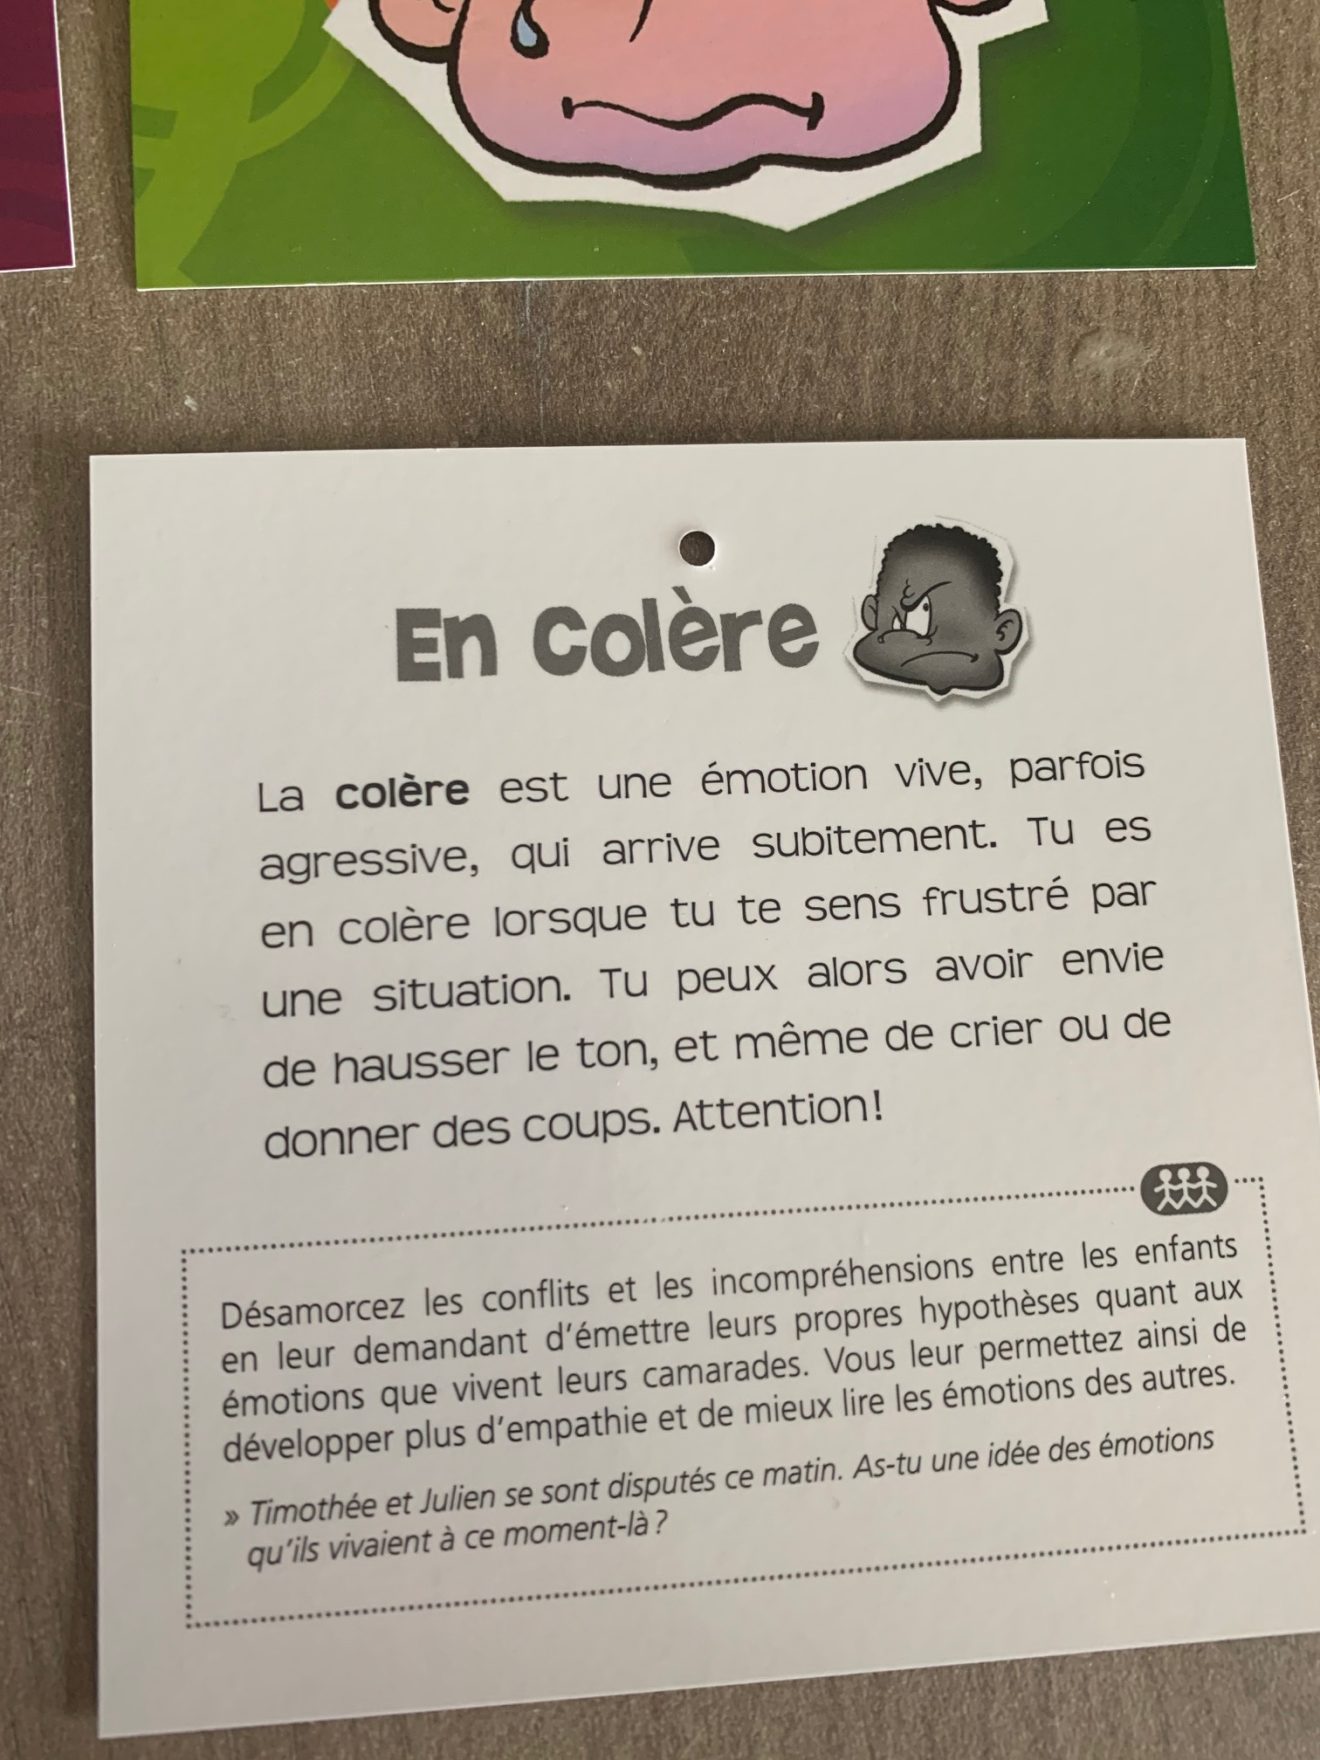 En colère
La colère est une émotion vive, parfois
agressive, qui arrive subitement. Tu es
en colère lorsque tu te sens frustré par
une situation. Tu peux alors avoir envie
de hausser le ton, et même de crier ou de
donner des coups. Attention!
Désamorcez les conflits et les incompréhensions entre les enfants
en leur demandant d'émettre leurs propres hypothèses quant aux
émotions que vivent leurs camarades. Vous leur permettez ainsi de
développer plus d'empathie et de mieux lire les émotions des autres.
» Timothée et Julien se sont disputés ce matin. As-tu une idée des émotions
qu'ils vivaient à ce moment-là?